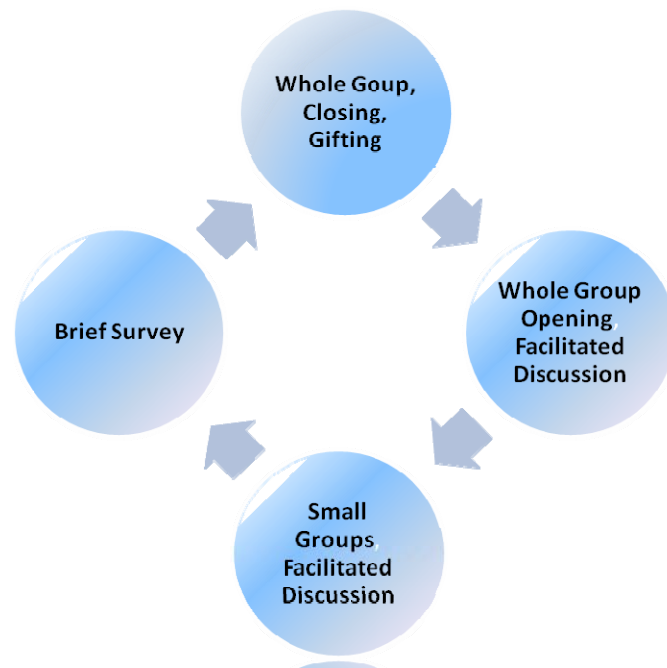 Whole Goup,
Closing,
Gifting
Whole Group
Opening,
Facilitated
Discussion
Small
Groups,
Facilitated
Discussion
Brief Survey